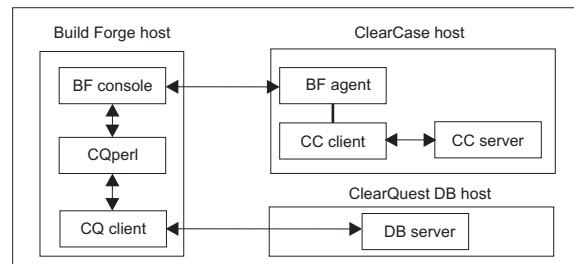 Build Forge host
ClearCase host
BF console
BF agent
CQperl
CC client
CC server
ClearQuest DB host
CQ client
DB server